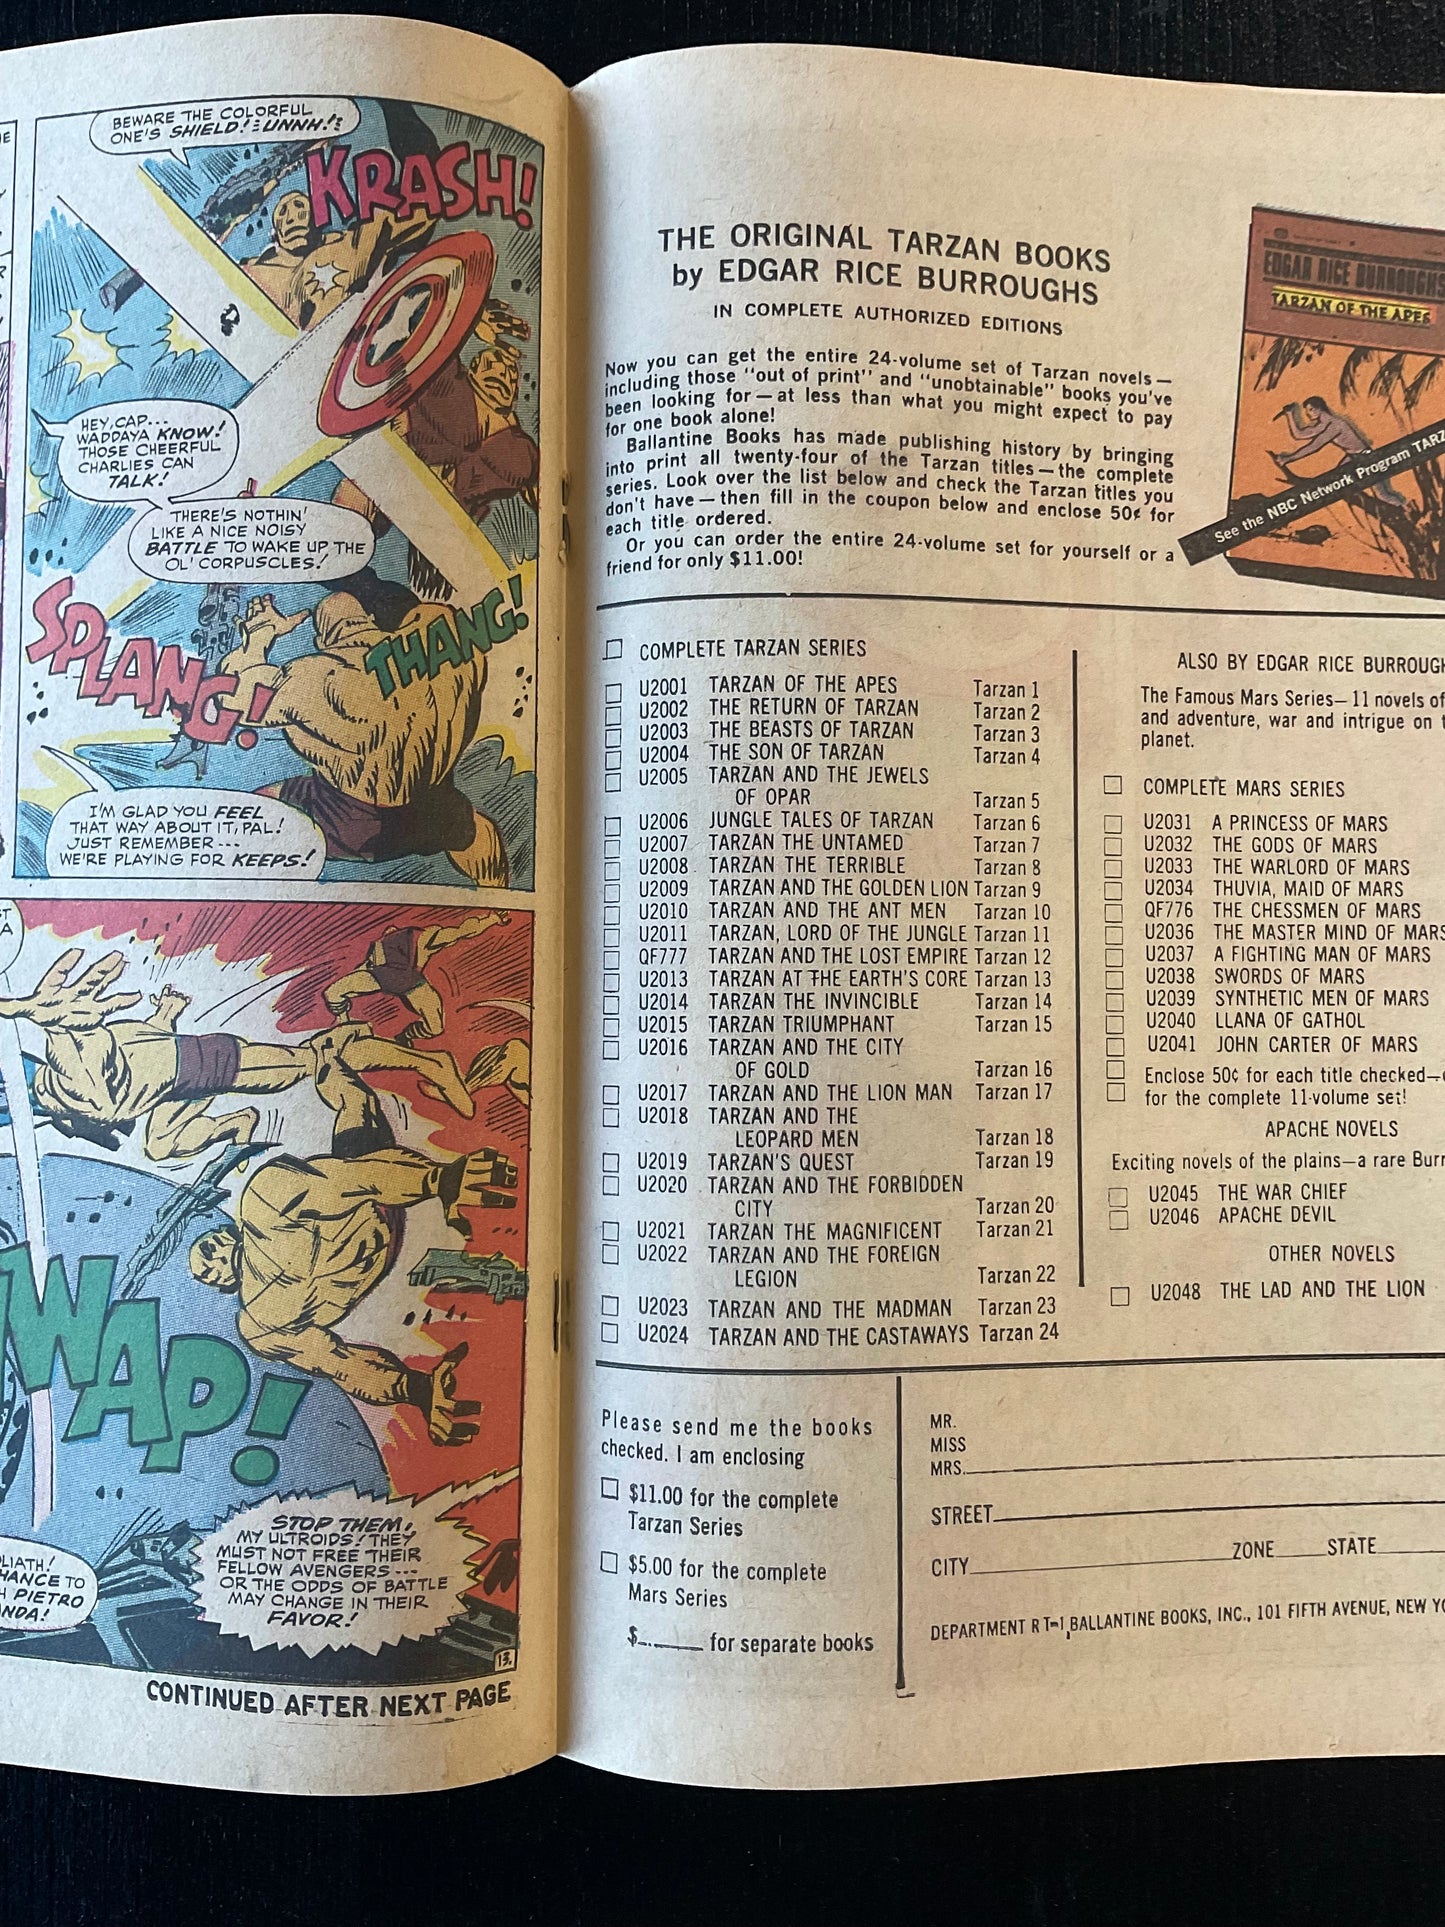 BEWARE THE COLORFUL
ONE'S SHIELD! UNNH!
KRASH!
HEY, CAP...
WADDAYA KNOW!
THOSE CHEERFUL
CHARLIES CAN
TALK!
THERE'S NOTHIN'
LIKE A NICE NOISY
BATTLE TO WAKE UP THE
OL' CORPUSCLES!
SPLANG!
THANG!
I'M GLAD YOU FEEL
THAT WAY ABOUT IT, PAL!
JUST REMEMBER---
WE'RE PLAYING FOR KEEPS!
WAP!
LIATH!
HANCE TO
PIETRO
NDA!
STOP THEM,
MY ULTROIDS! THEY
MUST NOT FREE THEIR
FELLOW AVENGERS---
OR THE ODDS OF BATTLE
MAY CHANGE IN THEIR
FAVOR!
13.
CONTINUED AFTER NEXT PAGE
THE ORIGINAL TARZAN BOOKS
by EDGAR RICE BURROUGHS
IN COMPLETE AUTHORIZED EDITIONS
Now you can get the entire 24-volume set of Tarzan novels—
including those "out of print" and "unobtainable" books you've
been looking for—at less than what you might expect to pay
for one book alone!
Ballantine Books has made publishing history by bringing
into print all twenty-four of the Tarzan titles—the complete
series. Look over the list below and check the Tarzan titles you
don't have—then fill in the coupon below and enclose 50¢ for
each title ordered.
Or you can order the entire 24-volume set for yourself or a
friend for only $11.00!
EDGAR RICE BURROUGHS
TARZAN OF THE APES
See the NBC Network Program TARZ
COMPLETE TARZAN SERIES
U2001 TARZAN OF THE APES Tarzan 1
U2002 THE RETURN OF TARZAN Tarzan 2
U2003 THE BEASTS OF TARZAN Tarzan 3
U2004 THE SON OF TARZAN Tarzan 4
U2005 TARZAN AND THE JEWELS
OF OPAR Tarzan 5
U2006 JUNGLE TALES OF TARZAN Tarzan 6
U2007 TARZAN THE UNTAMED Tarzan 7
U2008 TARZAN THE TERRIBLE Tarzan 8
U2009 TARZAN AND THE GOLDEN LION Tarzan 9
U2010 TARZAN AND THE ANT MEN Tarzan 10
U2011 TARZAN, LORD OF THE JUNGLE Tarzan 11
QF777 TARZAN AND THE LOST EMPIRE Tarzan 12
U2013 TARZAN AT THE EARTH'S CORE Tarzan 13
U2014 TARZAN THE INVINCIBLE Tarzan 14
U2015 TARZAN TRIUMPHANT Tarzan 15
U2016 TARZAN AND THE CITY
OF GOLD Tarzan 16
U2017 TARZAN AND THE LION MAN Tarzan 17
U2018 TARZAN AND THE
LEOPARD MEN Tarzan 18
U2019 TARZAN'S QUEST Tarzan 19
U2020 TARZAN AND THE FORBIDDEN
CITY Tarzan 20
U2021 TARZAN THE MAGNIFICENT Tarzan 21
U2022 TARZAN AND THE FOREIGN
LEGION Tarzan 22
U2023 TARZAN AND THE MADMAN Tarzan 23
U2024 TARZAN AND THE CASTAWAYS Tarzan 24
ALSO BY EDGAR RICE BURROUGH
The Famous Mars Series—11 novels of
and adventure, war and intrigue on
planet.
COMPLETE MARS SERIES
U2031 A PRINCESS OF MARS
U2032 THE GODS OF MARS
U2033 THE WARLORD OF MARS
U2034 THUVIA, MAID OF MARS
QF776 THE CHESSMEN OF MARS
U2036 THE MASTER MIND OF MARS
U2037 A FIGHTING MAN OF MARS
U2038 SWORDS OF MARS
U2039 SYNTHETIC MEN OF MARS
U2040 LLANA OF GATHOL
U2041 JOHN CARTER OF MARS
Enclose 50¢ for each title checked—
for the complete 11-volume set!
APACHE NOVELS
Exciting novels of the plains—a rare Burr
U2045 THE WAR CHIEF
U2046 APACHE DEVIL
OTHER NOVELS
U2048 THE LAD AND THE LION
Please send me the books
checked. I am enclosing
$11.00 for the complete
Tarzan Series
$5.00 for the complete
Mars Series
$ for separate books
MR.
MISS
MRS.
STREET
CITY ZONE STATE
DEPARTMENT R T-1, BALLANTINE BOOKS, INC., 101 FIFTH AVENUE, NEW YO